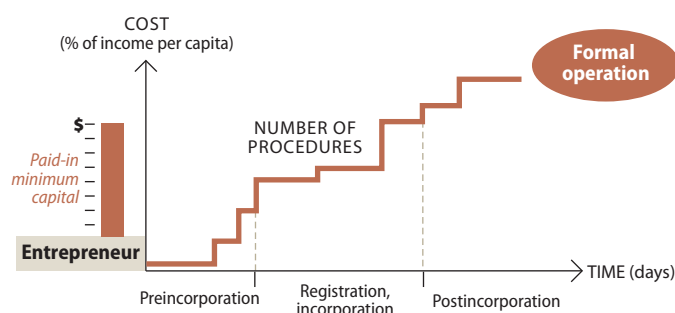 COST
(% of income per capita)
Formal
operation
$
NUMBER OF
PROCEDURES
Paid-in
minimum
capital
Entrepreneur
TIME (days)
Preincorporation
Registration,
incorporation
Postincorporation